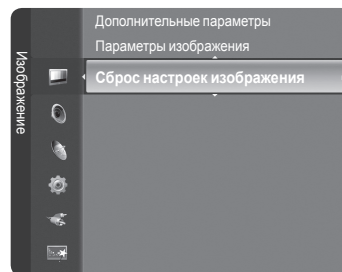 Изображение
Дополнительные параметры
Параметры изображения
Сброс настроек изображения